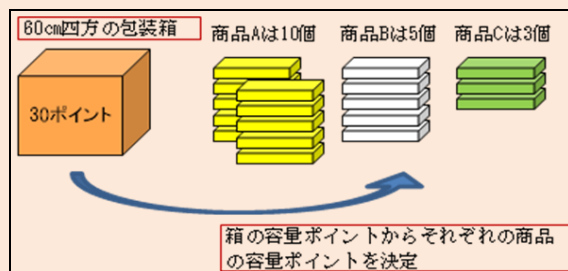 60cm四方の包装箱
商品Aは10個
商品Bは5個
商品Cは3個
30ポイント
箱の容量ポイントからそれぞれの商品
の容量ポイントを決定